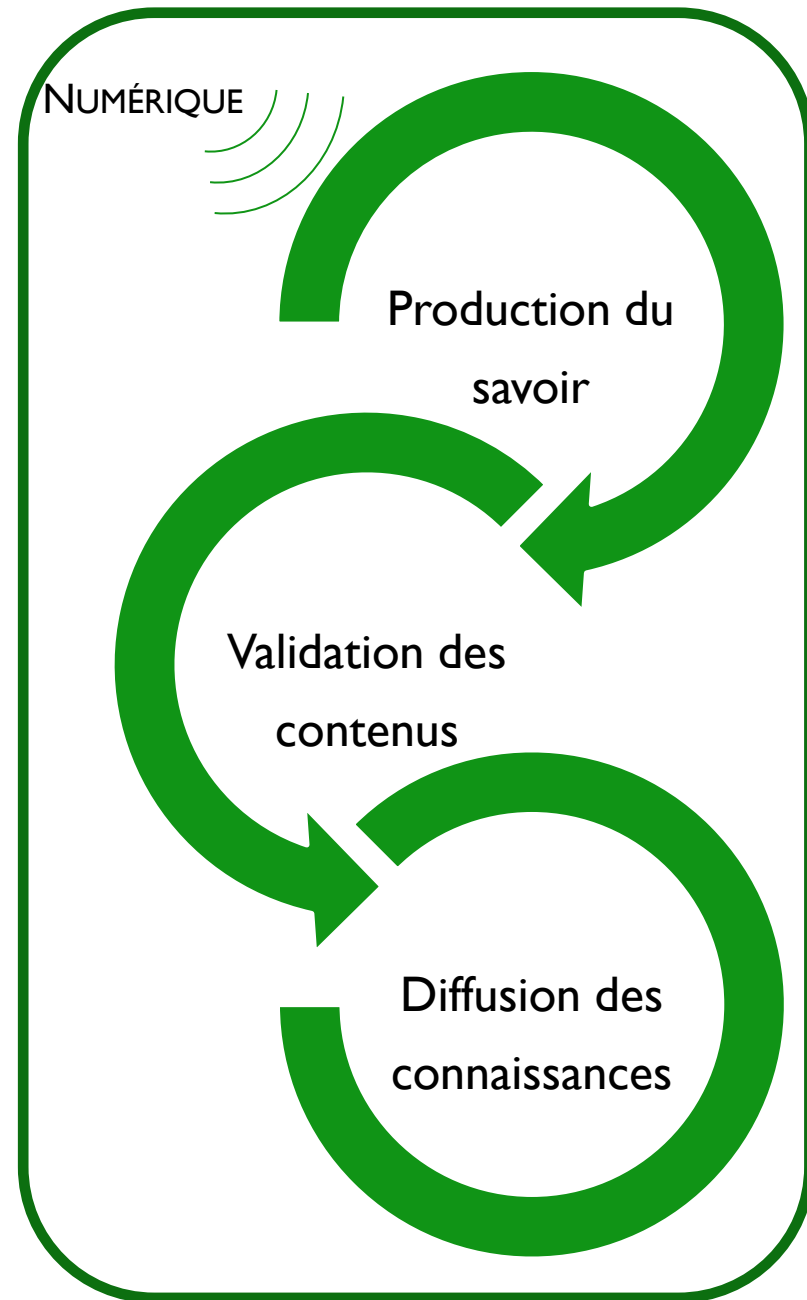 NUMÉRIQUE
Production du
savoir
Validation des
contenus
Diffusion des
connaissances